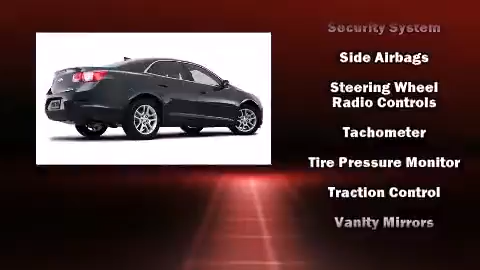 Security System
Side Airbags
Steering Wheel
Radio Controls
Tachometer
Tire Pressure Monitor
Traction Control
Vanity Mirrors